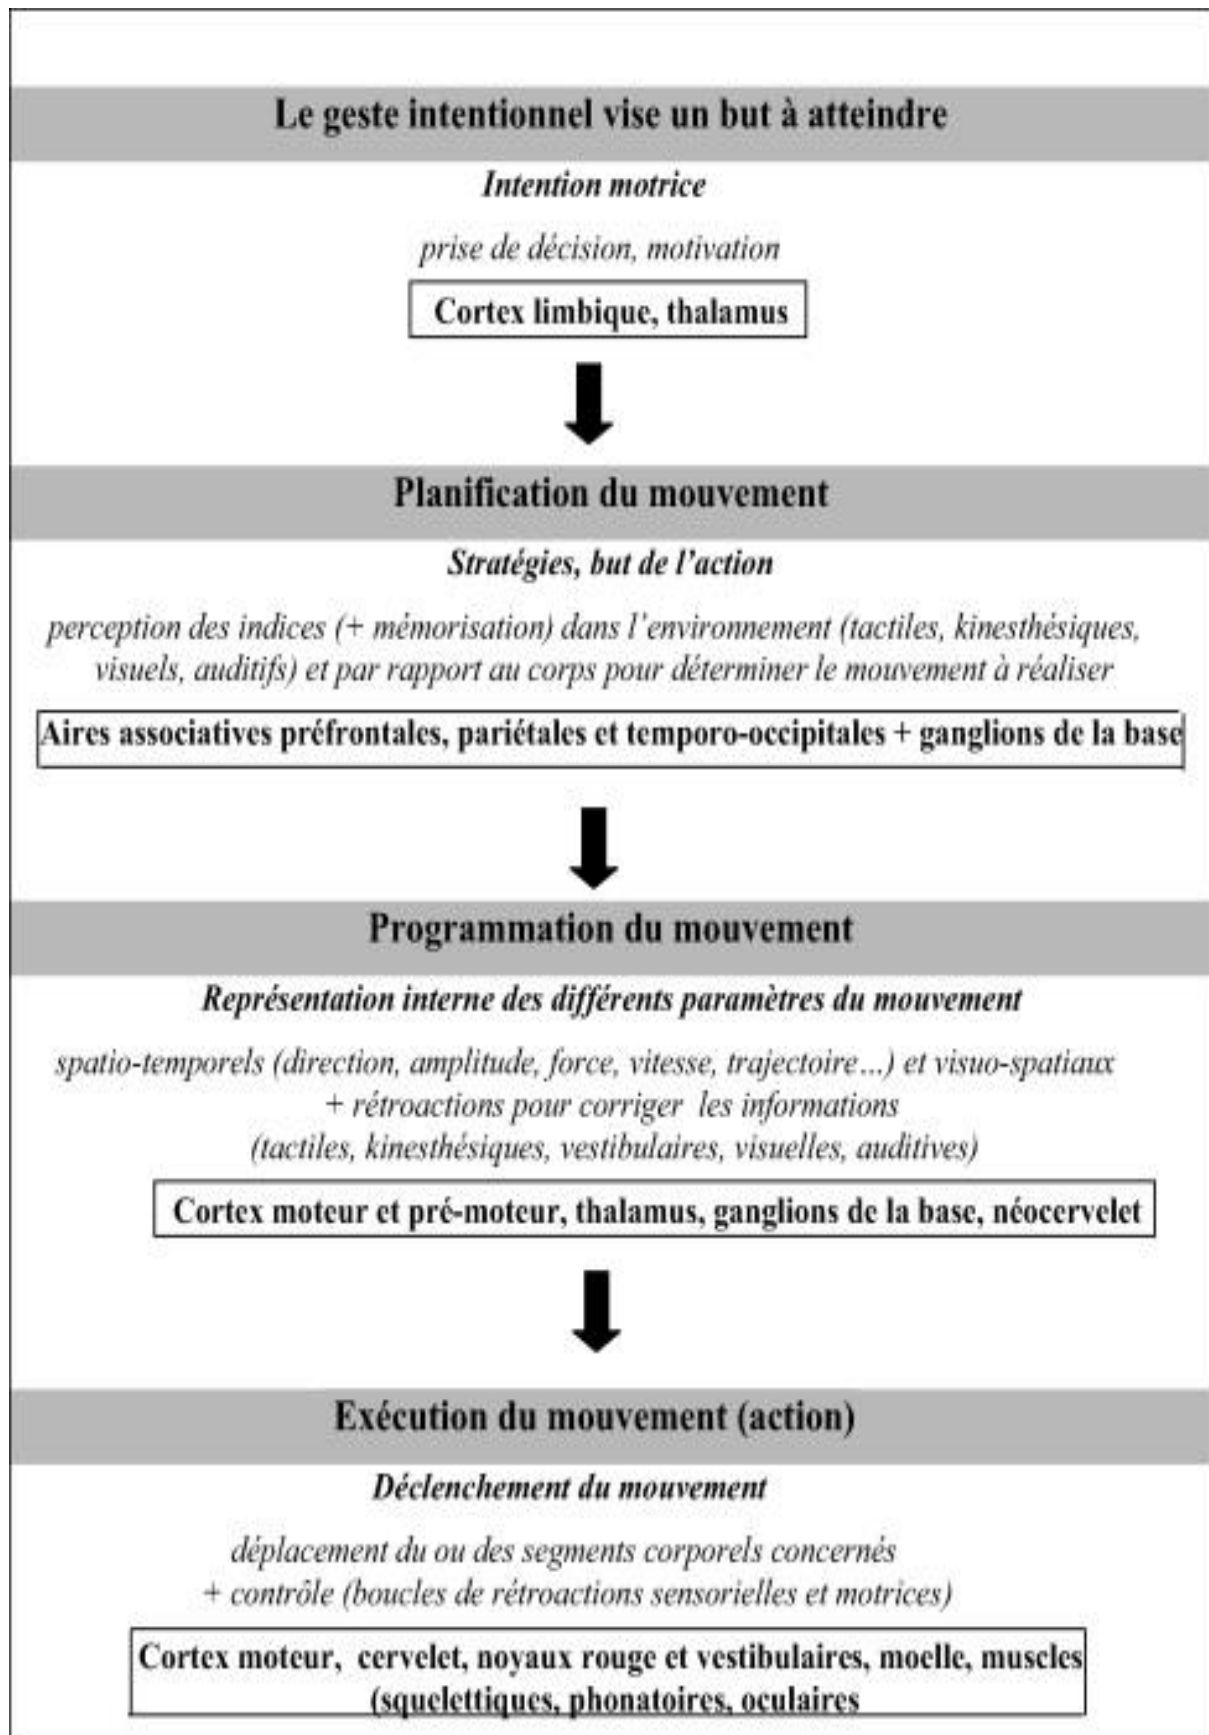 Le geste intentionnel vise un but à atteindre
Intention motrice
prise de décision, motivation
Cortex limbique, thalamus
Planification du mouvement
Stratégies, but de l'action
perception des indices (+ mémorisation) dans l'environnement (tactiles, kinesthésiques,
visuels, auditifs) et par rapport au corps pour déterminer le mouvement à réaliser
Aires associatives préfrontales, pariétales et temporo-occipitales + ganglions de la base
Programmation du mouvement
Représentation interne des différents paramètres du mouvement
spatio-temporels (direction, amplitude, force, vitesse, trajectoire...) et visuo-spatiaux
+ rétroactions pour corriger les informations
(tactiles, kinesthésiques, vestibulaires, visuelles, auditives)
Cortex moteur et pré-moteur, thalamus, ganglions de la base, néocervelet
Exécution du mouvement (action)
Déclenchement du mouvement
déplacement du ou des segments corporels concernés
+ contrôle (boucles de rétroactions sensorielles et motrices)
Cortex moteur, cervelet, noyaux rouge et vestibulaires, moelle, muscles
(squelettiques, phonatoires, oculaires